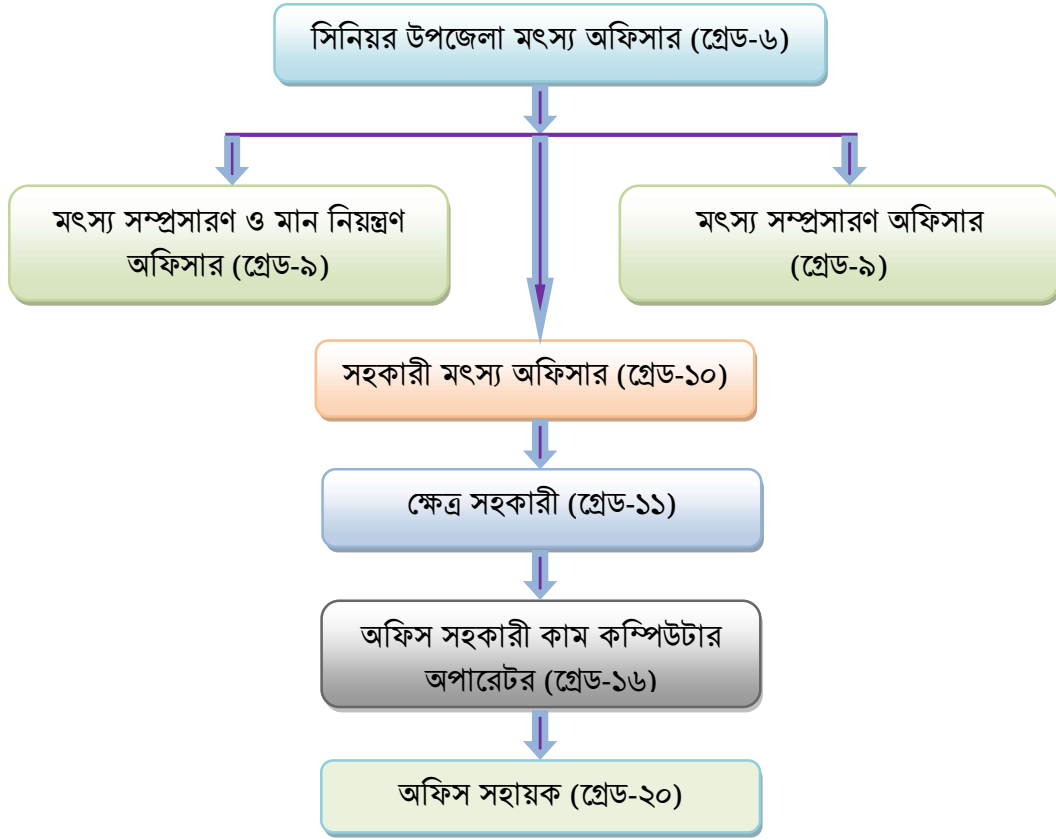 সিনিয়র উপজেলা মৎস্য অফিসার (গ্রেড-৬)
মৎস্য সম্প্রসারণ ও মান নিয়ন্ত্রণ
অফিসার (গ্রেড-৯)
মৎস্য সম্প্রসারণ অফিসার
(গ্রেড-৯)
সহকারী মৎস্য অফিসার (গ্রেড-১০)
ক্ষেত্র সহকারী (গ্রেড-১১)
অফিস সহকারী কাম কম্পিউটার
অপারেটর (গ্রেড-১৬)
অফিস সহায়ক (গ্রেড-২০)